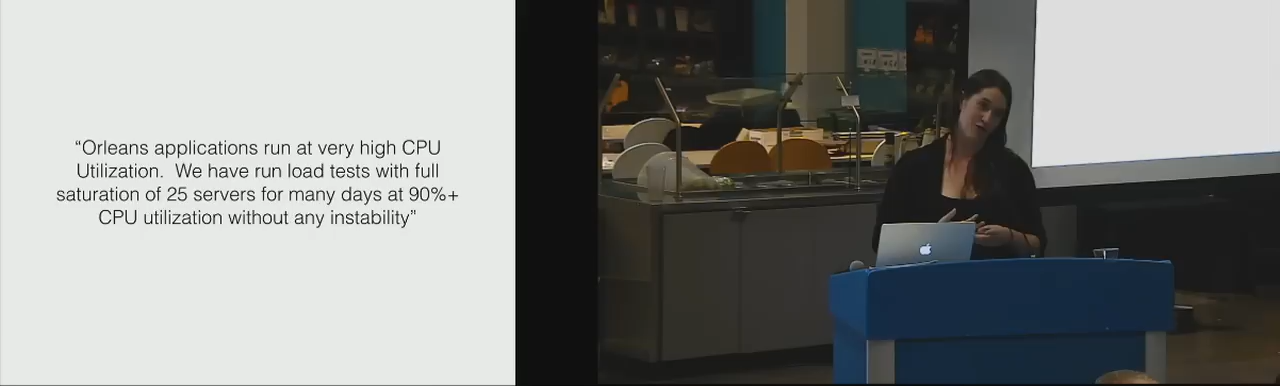 “Orleans applications run at very high CPU
Utilization.  We have run load tests with full
saturation of 25 servers for many days at 90%+
CPU utilization without any instability”